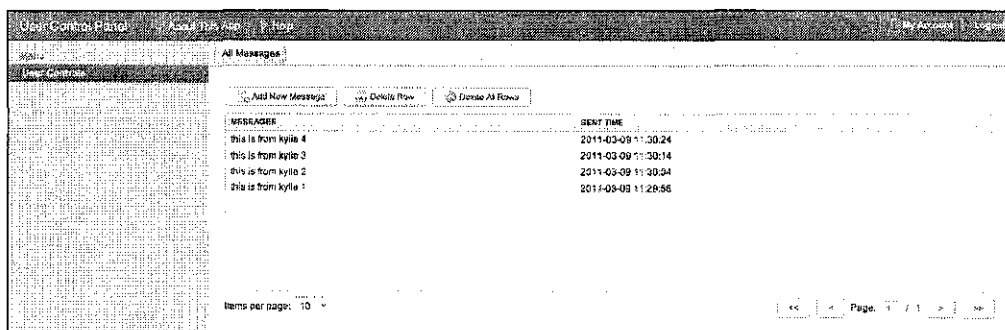 User Control Panel About This App Help My Account Logout
Menu
User Controls
All Messages
Add New Message Delete Row Delete All Rows
MESSAGES SENT TIME
this is from kylie 4 2011-03-09 11:30:24
this is from kylie 3 2011-03-09 11:30:14
this is from kylie 2 2011-03-09 11:30:04
this is from kylie 1 2011-03-09 11:29:56
Items per page: 10 << < Page: 1 / 1 > >>